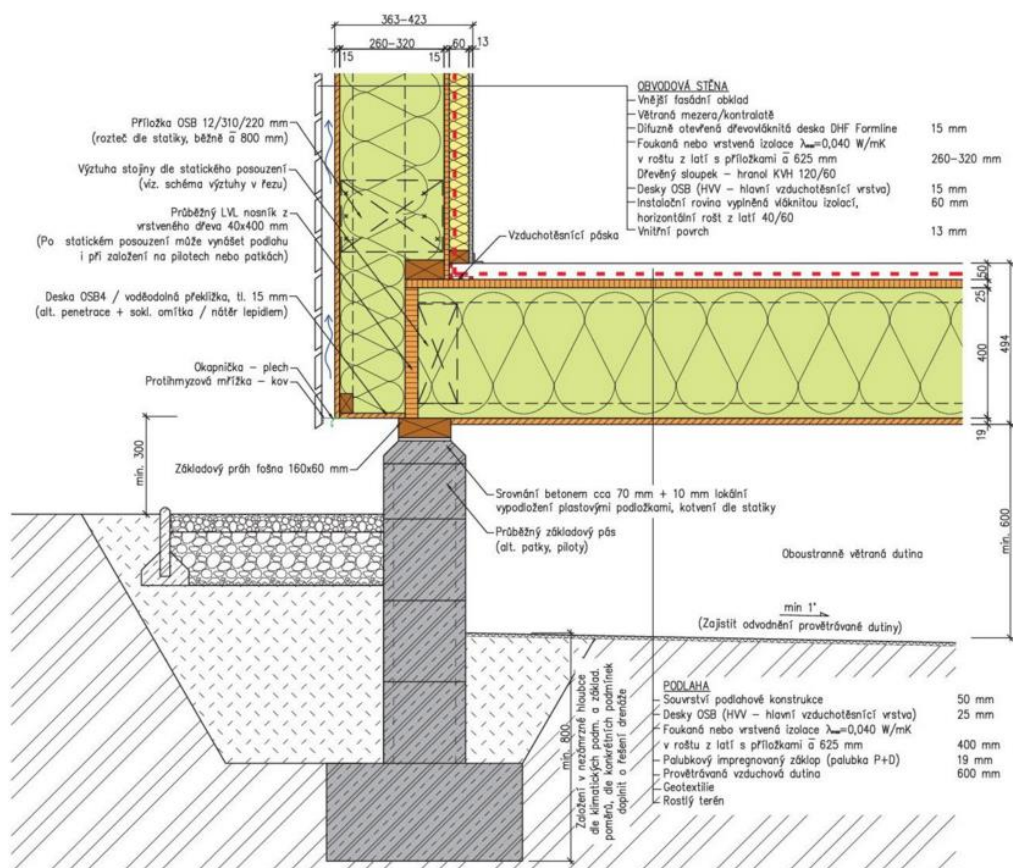 363–423
260–320
60
13
15
15
Příložka OSB 12/310/220 mm
(rozteč dle statiky, běžně ā 800 mm)
Výztuha stojiny dle statického posouzení
(viz. schéma výztuhy v řezu)
Průběžný LVL nosník z
vrstveného dřeva 40x400 mm
(Po statickém posouzení může vynášet podlahu
i při založení na pilotech nebo patkách)
Deska OSB4 / voděodolná překližka, tl. 15 mm
(alt. penetrace + sokl. omítka / nátěr lepidlem)
Okapnička – plech
Protihmyzová mřížka – kov
min. 300
Základový práh fošna 160x60 mm
Vzduchotěsnící páska
OBVODOVÁ STĚNA
Vnější fasádní obklad
Větraná mezera/kontralatě
Difuzně otevřená dřevovláknitá deska DHF Formline 15 mm
Foukaná nebo vrstvená izolace =0,040 W/mK
v roštu z latí s příložkami ā 625 mm 260–320 mm
Dřevěný sloupek – hranol KVH 120/60
Desky OSB (HVV – hlavní vzduchotěsnící vrstva) 15 mm
Instalační rovina vyplněná vláknitou izolací, 60 mm
horizontální rošt z latí 40/60
Vnitřní povrch 13 mm
50
25
400
494
19
min. 600
Srovnání betonem cca 70 mm + 10 mm lokální
vypodložení plastovými podložkami, kotvení dle statiky
Průběžný základový pás
(alt. patky, piloty)
Oboustranně větraná dutina
min 1°
(Zajistit odvodnění provětrávané dutiny)
min. 800
Založení v nezámrzné hloubce
dle klimatických podm. a základ.
poměrů, dle konkrétních podmínek
doplnit o řešení drenáže
PODLAHA
Souvrství podlahové konstrukce 50 mm
Desky OSB (HVV – hlavní vzduchotěsnící vrstva) 25 mm
Foukaná nebo vrstvená izolace =0,040 W/mK
v roštu z latí s příložkami ā 625 mm 400 mm
Palubkový impregnovaný záklop (palubka P+D) 19 mm
Provětrávaná vzduchová dutina 600 mm
Geotextilie
Rostlý terén